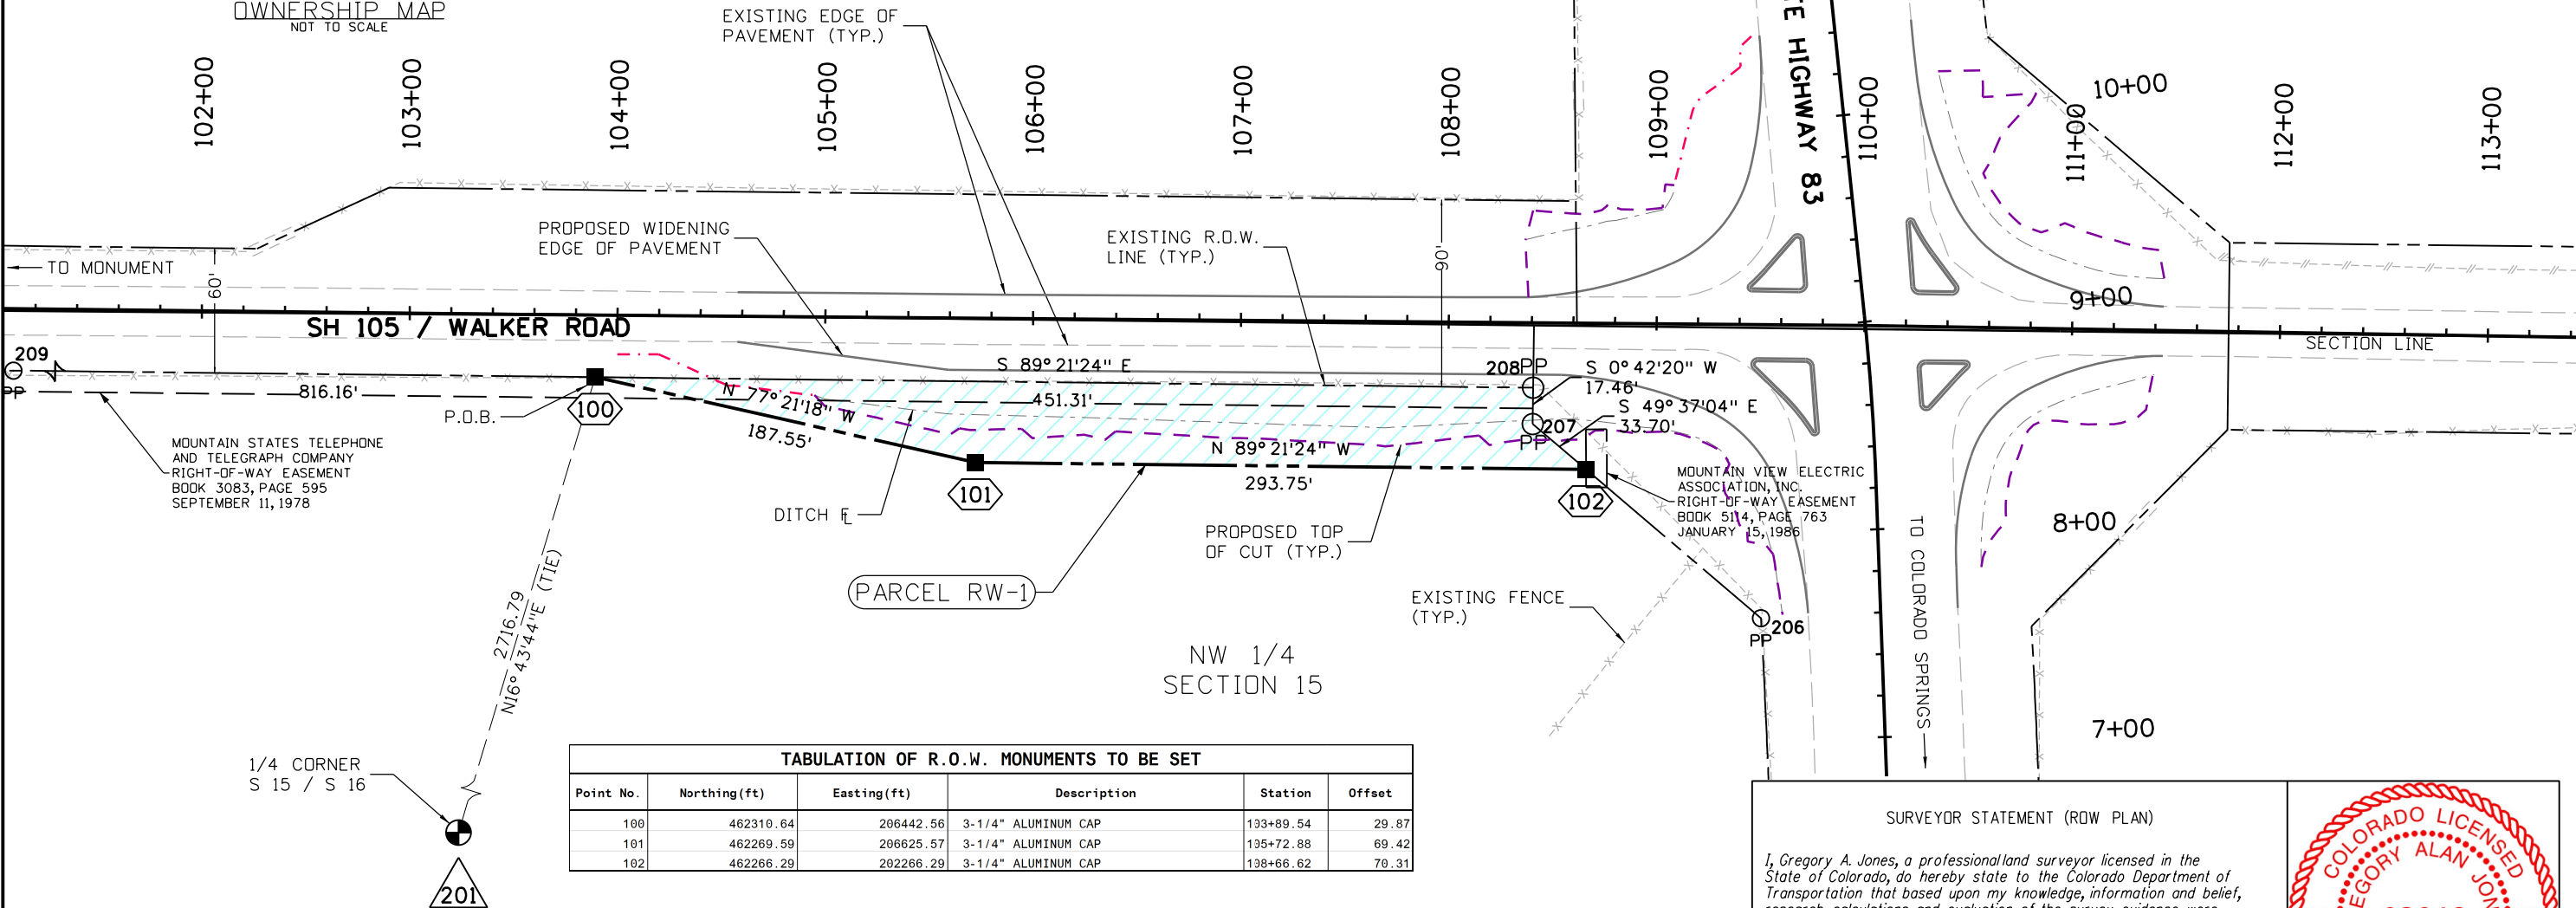 OWNERSHIP MAP
NOT TO SCALE
EXISTING EDGE OF
PAVEMENT (TYP.)
102+00
103+00
104+00
105+00
106+00
107+00
108+00
109+00
110+00
111+00
112+00
113+00
10+00
9+00
8+00
7+00
TE HIGHWAY 83
PROPOSED WIDENING
EDGE OF PAVEMENT
EXISTING R.O.W.
LINE (TYP.)
TO MONUMENT
60'
90'
SH 105 / WALKER ROAD
SECTION LINE
209
PP
816.16'
P.O.B.
100
S 89°21'24" E
451.31'
N 77°21'18" W
187.55'
208
PP
S 0°42'20" W
17.46'
S 49°37'04" E
33.70'
207
PP
N 89°21'24" W
293.75'
101
102
MOUNTAIN STATES TELEPHONE
AND TELEGRAPH COMPANY
RIGHT-OF-WAY EASEMENT
BOOK 3083, PAGE 595
SEPTEMBER 11, 1978
MOUNTAIN VIEW ELECTRIC
ASSOCIATION, INC.
RIGHT-OF-WAY EASEMENT
BOOK 5114, PAGE 763
JANUARY 15, 1986
DITCH FL
PROPOSED TOP
OF CUT (TYP.)
PARCEL RW-1
EXISTING FENCE
(TYP.)
206
PP
TO COLORADO SPRINGS
2716.79
N16°43'44"E (TIE)
NW 1/4
SECTION 15
1/4 CORNER
S 15 / S 16
201
TABULATION OF R.O.W. MONUMENTS TO BE SET
Point No. Northing(ft) Easting(ft) Description Station Offset
100 462310.64 206442.56 3-1/4" ALUMINUM CAP 103+89.54 29.87
101 462269.59 206625.57 3-1/4" ALUMINUM CAP 105+72.88 69.42
102 462266.29 202266.29 3-1/4" ALUMINUM CAP 108+66.62 70.31
SURVEYOR STATEMENT (ROW PLAN)
I, Gregory A. Jones, a professional land surveyor licensed in the
State of Colorado, do hereby state to the Colorado Department of
Transportation that based upon my knowledge, information and belief,
COLORADO LICENSED
EGORY ALAN JON